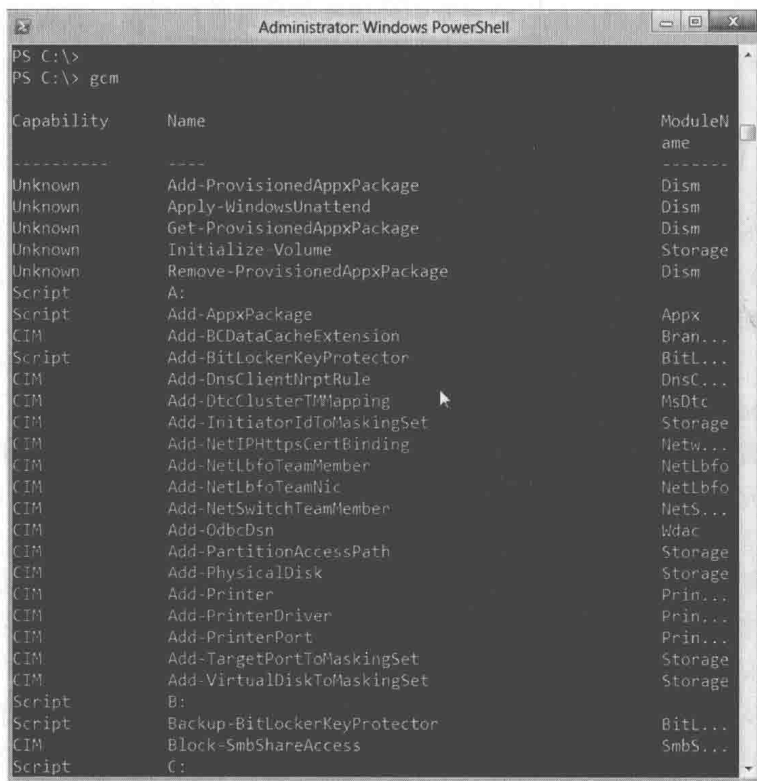 Administrator: Windows PowerShell
PS C:\>
PS C:\> gcm
Capability Name ModuleN
ame
---------- ---- -------
Unknown Add-ProvisionedAppxPackage Dism
Unknown Apply-WindowsUnattend Dism
Unknown Get-ProvisionedAppxPackage Dism
Unknown Initialize-Volume Storage
Unknown Remove-ProvisionedAppxPackage Dism
Script A:
Script Add-AppxPackage Appx
CIM Add-BCDataCacheExtension Bran...
Script Add-BitLockerKeyProtector BitL...
CIM Add-DnsClientNrptRule DnsC...
CIM Add-DtcClusterTMMapping MsDtc
CIM Add-InitiatorIdToMaskingSet Storage
CIM Add-NetIPHttpsCertBinding Netw...
CIM Add-NetLbfoTeamMember NetLbfo
CIM Add-NetLbfoTeamNic NetLbfo
CIM Add-NetSwitchTeamMember NetS...
CIM Add-OdbcDsn Wdac
CIM Add-PartitionAccessPath Storage
CIM Add-PhysicalDisk Storage
CIM Add-Printer Prin...
CIM Add-PrinterDriver Prin...
CIM Add-PrinterPort Prin...
CIM Add-TargetPortToMaskingSet Storage
CIM Add-VirtualDiskToMaskingSet Storage
Script B:
Script Backup-BitLockerKeyProtector BitL...
CIM Block-SmbShareAccess SmbS...
Script C: